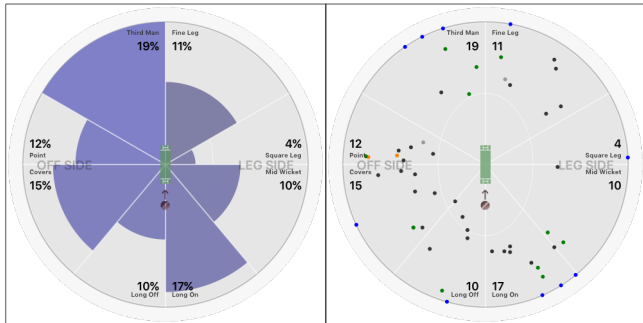 Third Man
19%
Fine Leg
11%
12%
Point
OFF SIDE
Covers
15%
4%
Square Leg
LEG SIDE
Mid Wicket
10%
10%
Long Off
17%
Long On
Third Man
19
Fine Leg
11
12
Point
OFF SIDE
Covers
15
4
Square Leg
LEG SIDE
Mid Wicket
10
10
Long Off
17
Long On